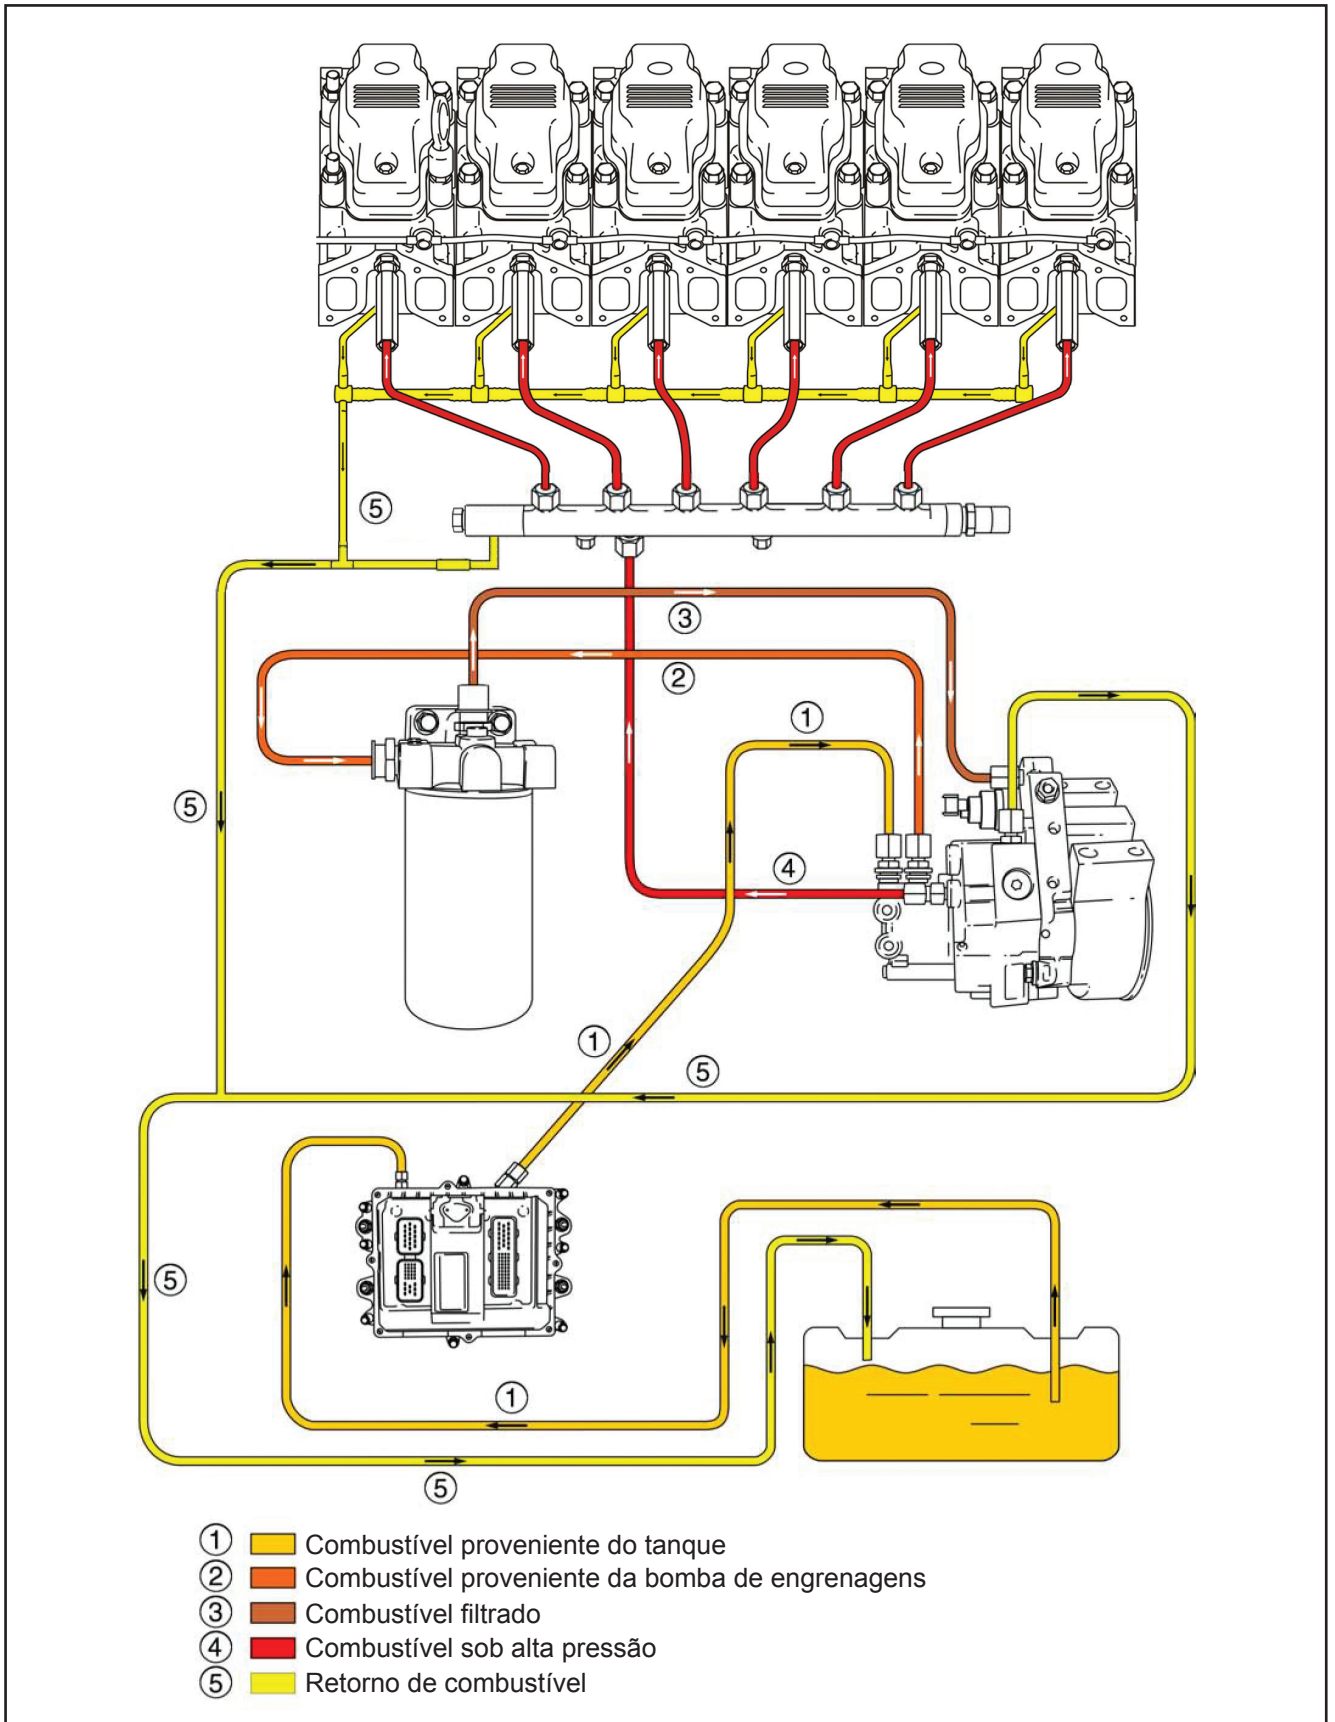 5
3
2
1
5
4
1
5
5
1
5
1 Combustível proveniente do tanque
2 Combustível proveniente da bomba de engrenagens
3 Combustível filtrado
4 Combustível sob alta pressão
5 Retorno de combustível